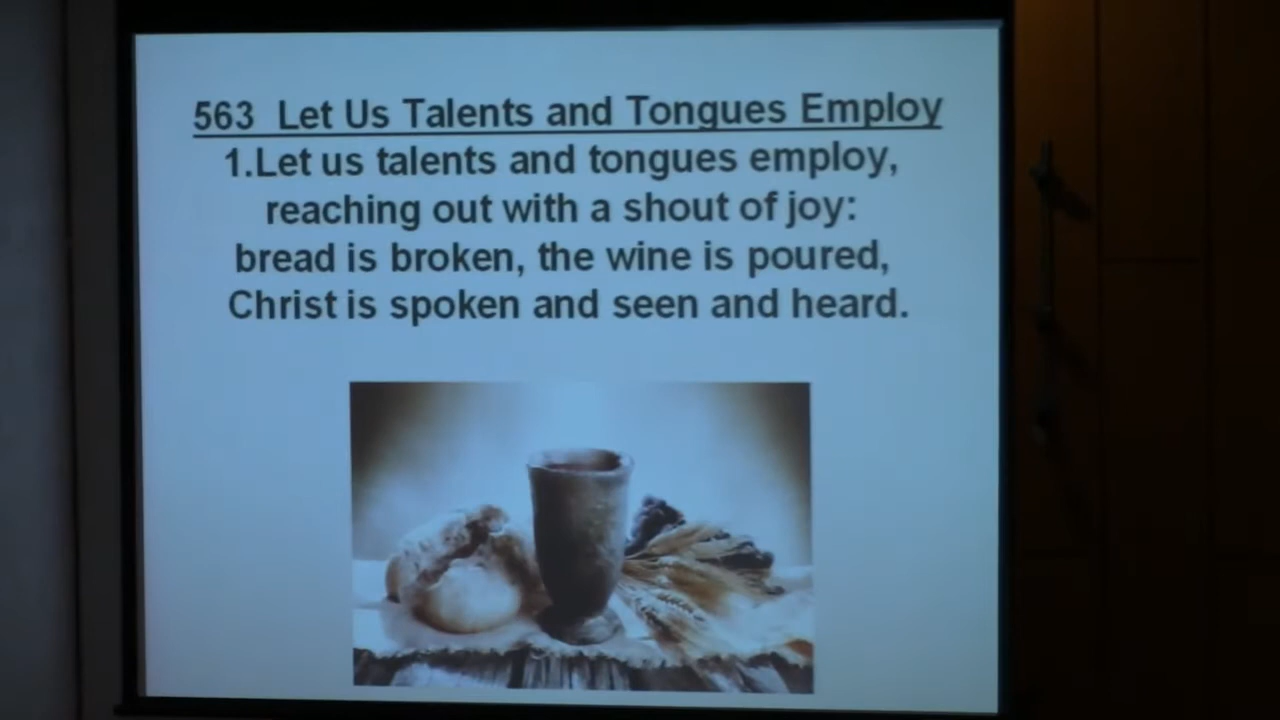 563 Let Us Talents and Tongues Employ
1.Let us talents and tongues employ,
reaching out with a shout of joy:
bread is broken, the wine is poured,
Christ is spoken and seen and heard.